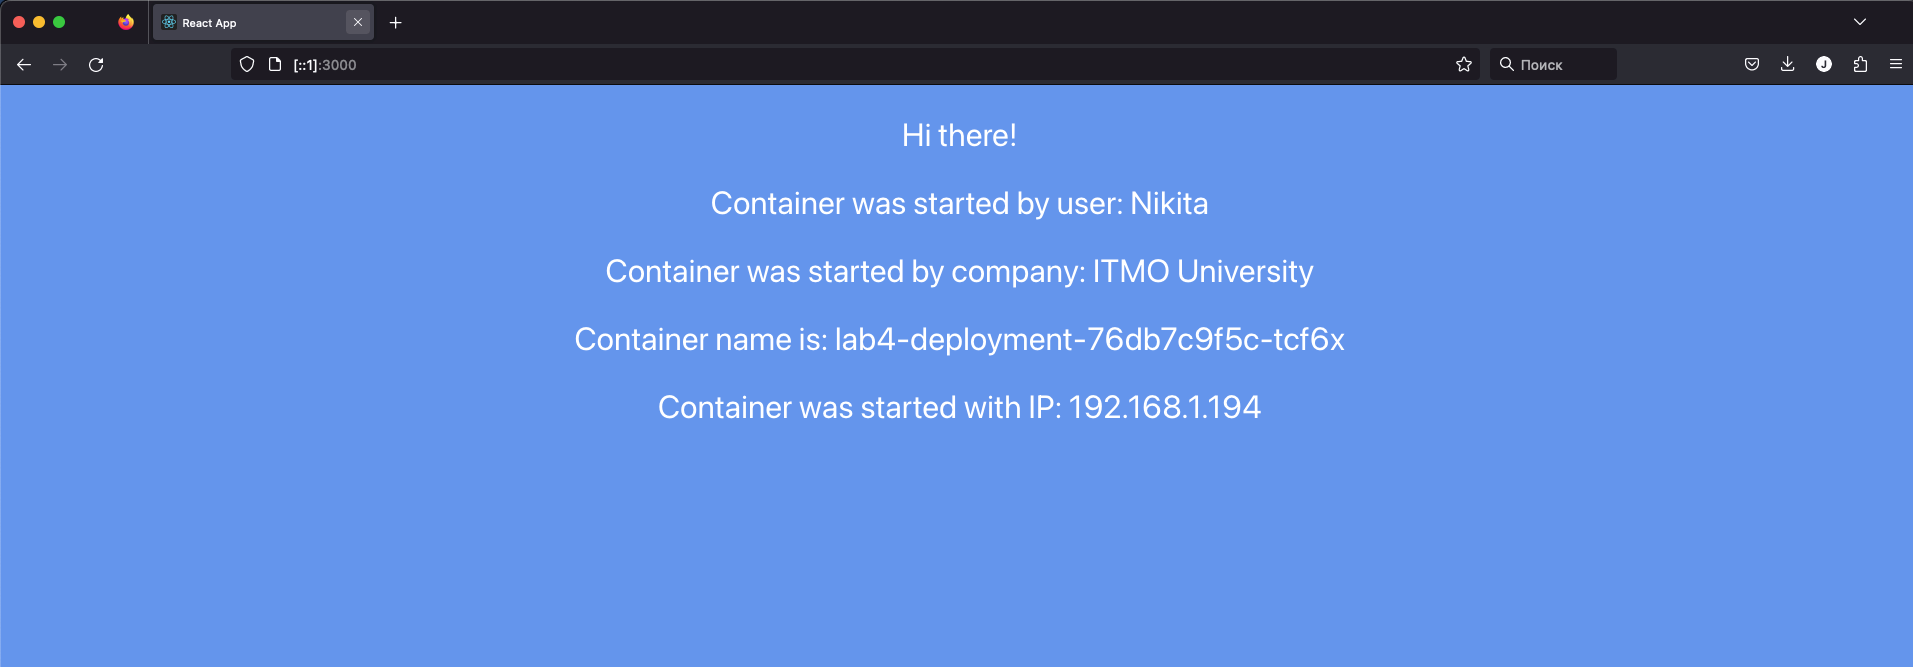 React App
[::1]:3000
Поиск
J
Hi there!
Container was started by user: Nikita
Container was started by company: ITMO University
Container name is: lab4-deployment-76db7c9f5c-tcf6x
Container was started with IP: 192.168.1.194